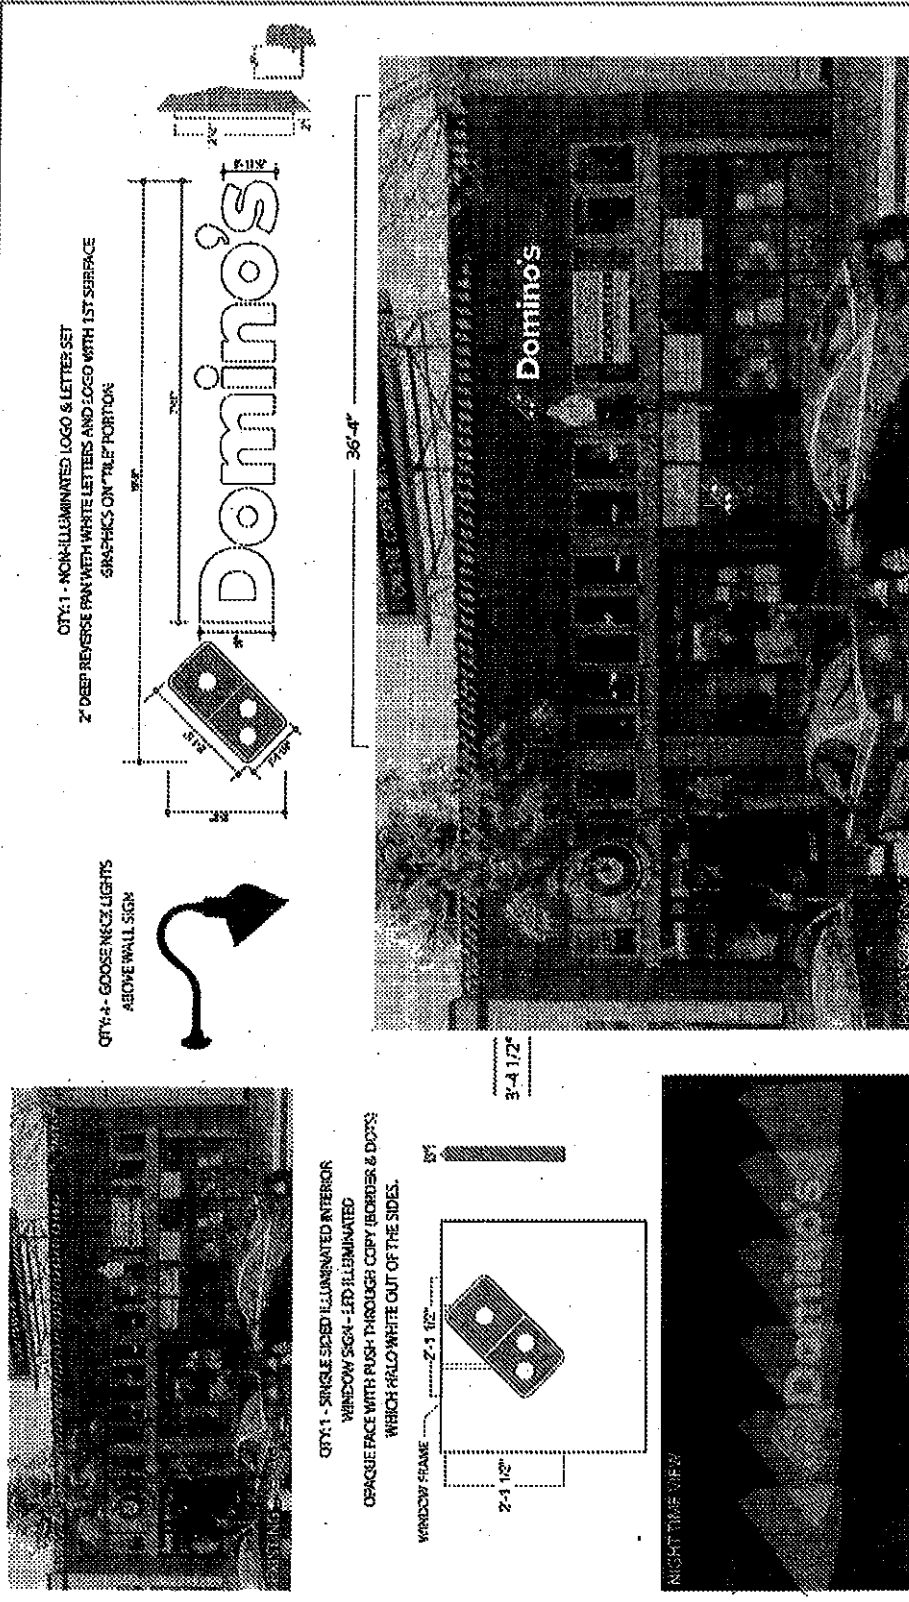 QTY: 4 - GOOSE NECK LIGHTS
ABOVE WALL SIGN
QTY: 1 - NON-ILLUMINATED LOGO & LETTER SET
2" DEEP REVERSE PAN WITH WHITE LETTERS AND LOGO WITH 1ST SURFACE
GRAPHICS ON "TILE" PORTION
Domino's
2"
EXISTING
QTY: 1 - SINGLE SIDED ILLUMINATED INTERIOR
WINDOW SIGN - LED ILLUMINATED
OPAQUE FACE WITH PUSH THROUGH COPY (BORDER & DOTS)
WHICH HALO WHITE OUT OF THE SIDES.
WINDOW FRAME
2'-1 1/2"
2'-1 1/2"
36'-4"
3'-4 1/2"
Domino's
NIGHT TIME VIEW